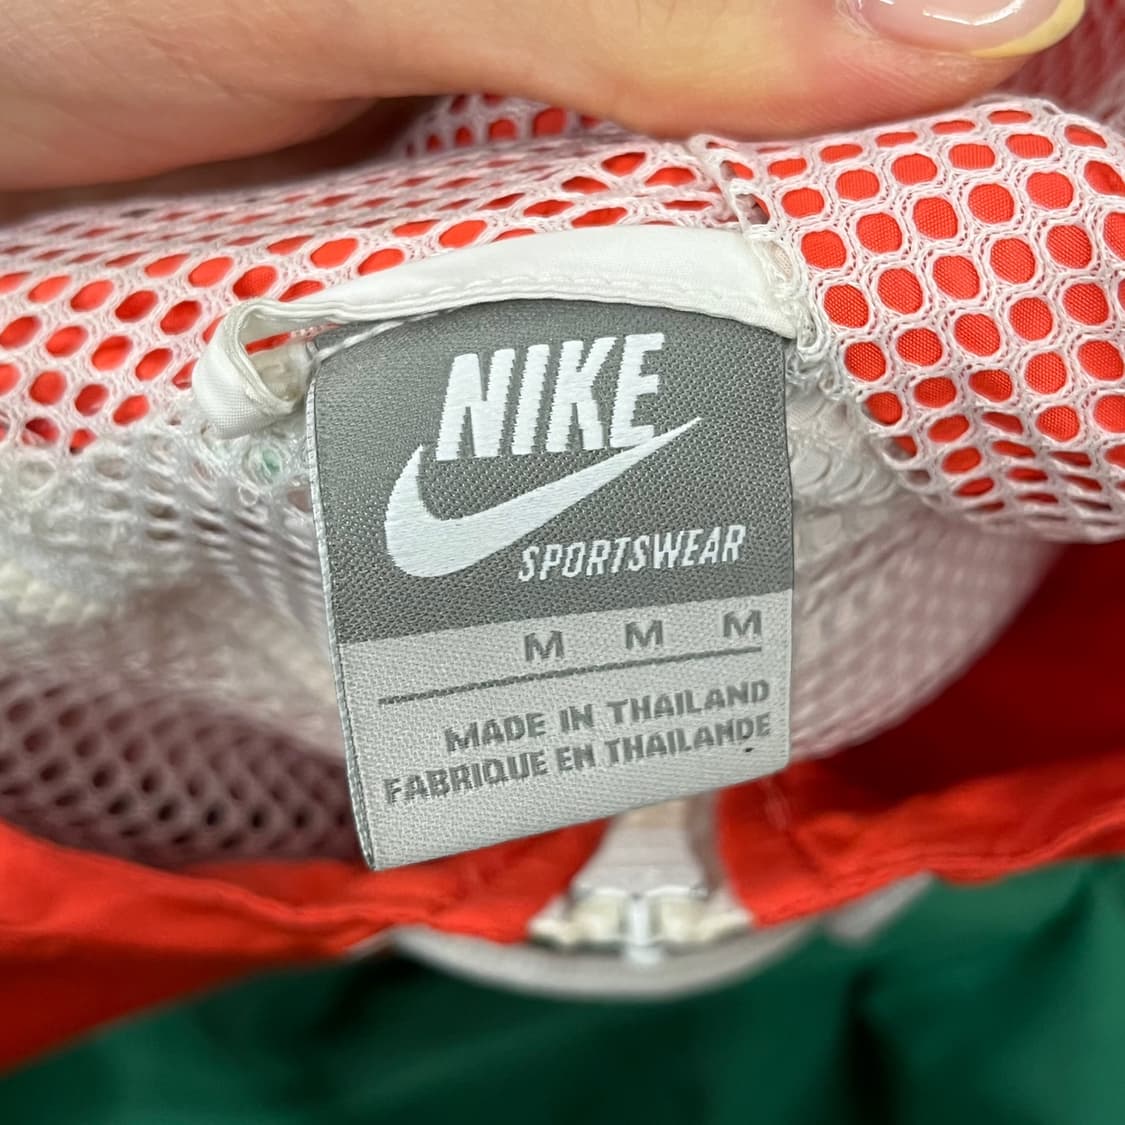 NIKE
SPORTSWEAR
M M M
MADE IN THAILAND
FABRIQUE EN THAILANDE